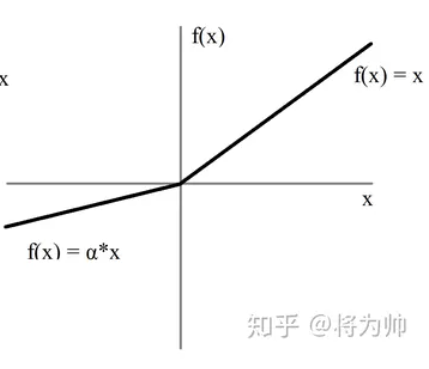 f(x)
f(x) = x
x
x
f(x) = α*x
知乎 @将为帅